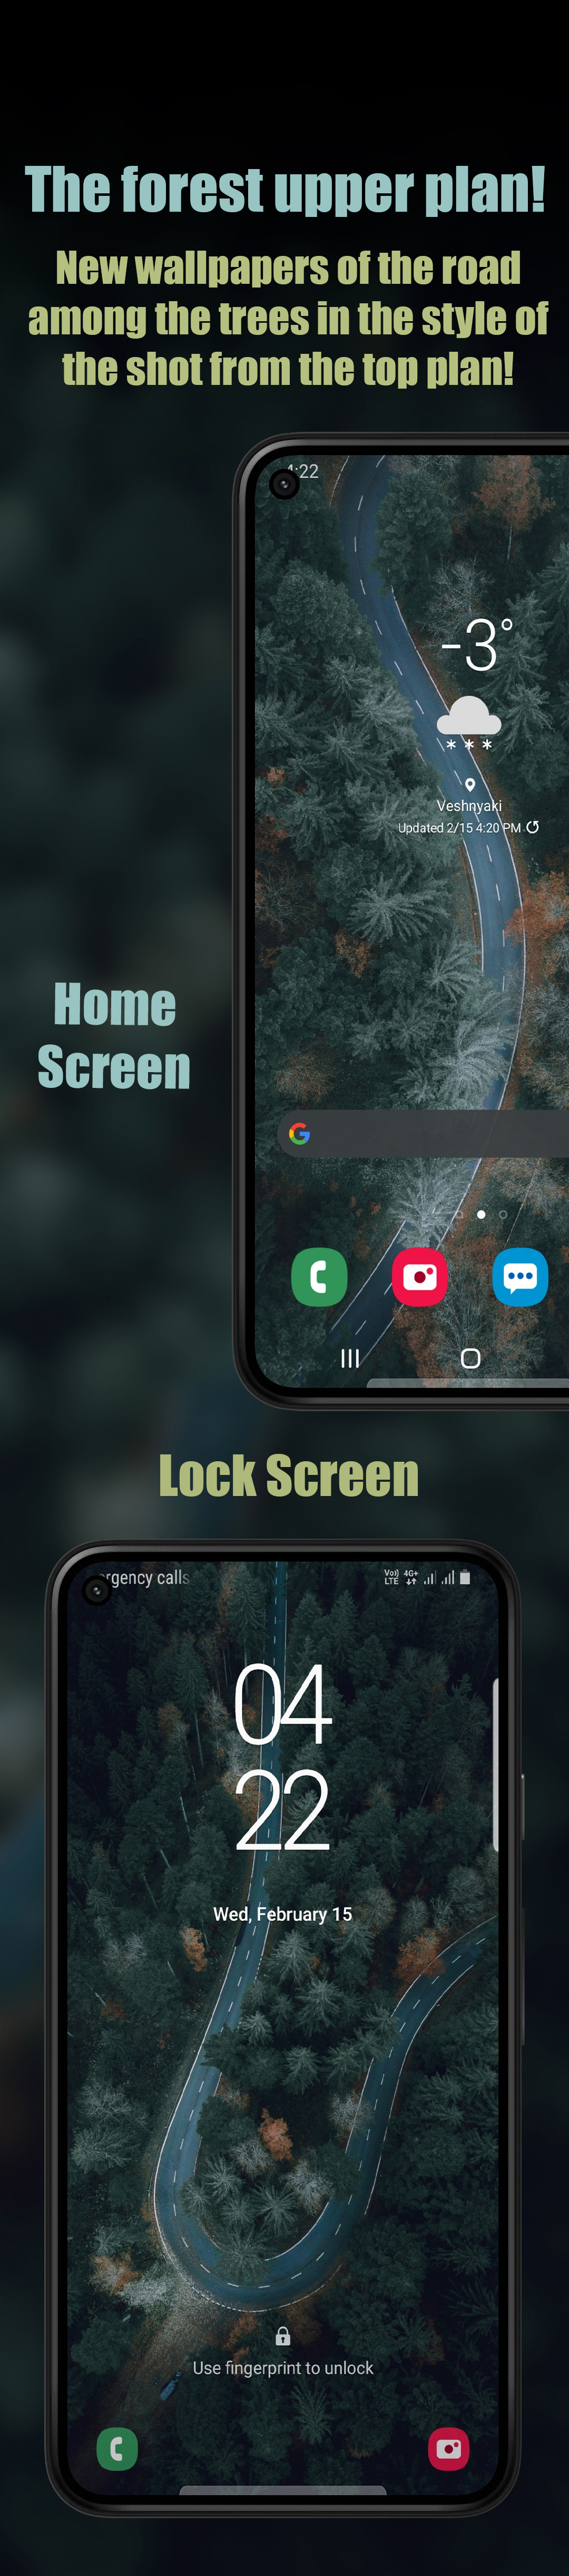 The forest upper plan!
New wallpapers of the road
among the trees in the style of
the shot from the top plan!
4:22
-3°
Veshnyaki
Updated 2/15 4:20 PM
Home
Screen
Lock Screen
rgency calls
Vo))
LTE
4G+
04
22
Wed, February 15
Use fingerprint to unlock